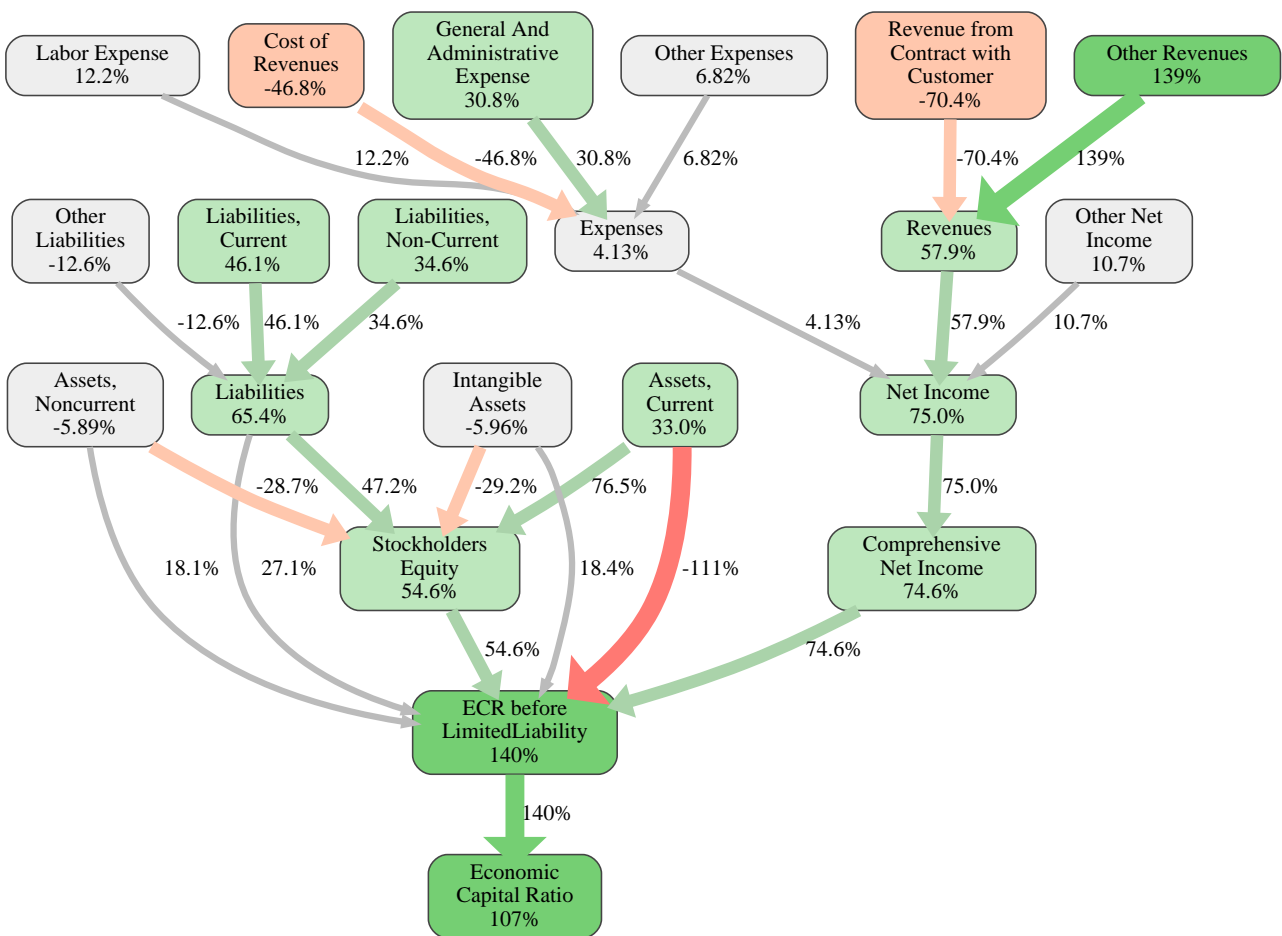 Labor Expense
12.2%
Cost of
Revenues
-46.8%
General And
Administrative
Expense
30.8%
Other Expenses
6.82%
Revenue from
Contract with
Customer
-70.4%
Other Revenues
139%
12.2%
-46.8%
30.8%
6.82%
-70.4%
139%
Other
Liabilities
-12.6%
Liabilities,
Current
46.1%
Liabilities,
Non-Current
34.6%
Expenses
4.13%
Revenues
57.9%
Other Net
Income
10.7%
-12.6%
46.1%
34.6%
4.13%
57.9%
10.7%
Assets,
Noncurrent
-5.89%
Liabilities
65.4%
Intangible
Assets
-5.96%
Assets,
Current
33.0%
Net Income
75.0%
-28.7%
47.2%
-29.2%
76.5%
75.0%
Stockholders
Equity
54.6%
Comprehensive
Net Income
74.6%
18.1%
27.1%
18.4%
-111%
54.6%
74.6%
ECR before
LimitedLiability
140%
140%
Economic
Capital Ratio
107%